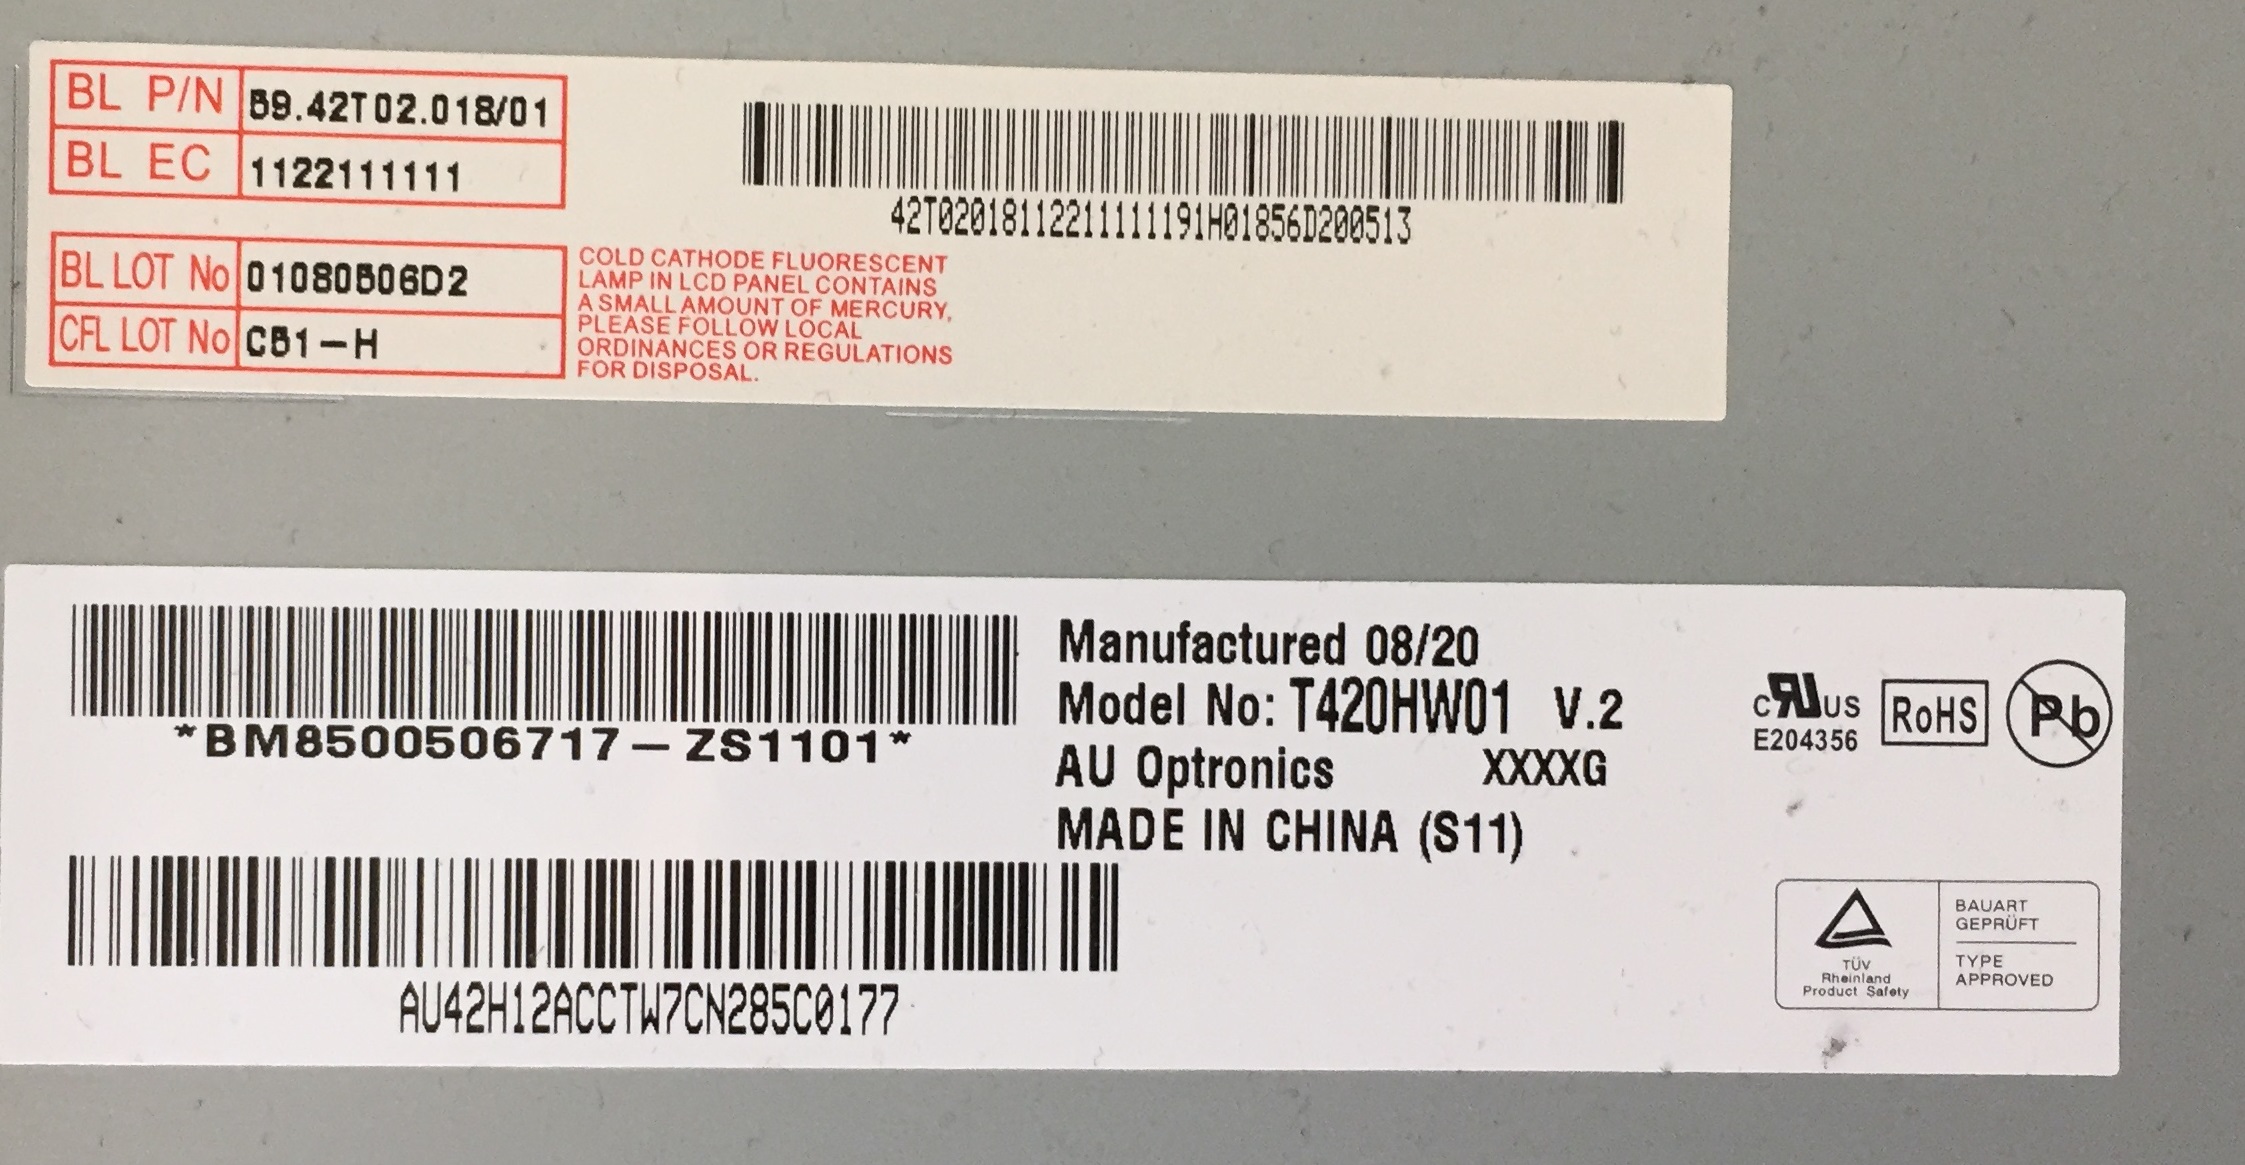 BL P/N 59.42T02.018/01
BL EC 1122111111
42T02018112211111191H01856D200513
BL LOT No 01080506D2
CFL LOT No CB1-H
COLD CATHODE FLUORESCENT
LAMP IN LCD PANEL CONTAINS
A SMALL AMOUNT OF MERCURY,
PLEASE FOLLOW LOCAL
ORDINANCES OR REGULATIONS
FOR DISPOSAL.
*BM8500506717-ZS1101*
Manufactured 08/20
Model No: T420HW01 V.2
AU Optronics XXXXG
MADE IN CHINA (S11)
c RU US
E204356
RoHS
Pb
AU42H12ACCTW7CN285C0177
TÜV
Rheinland
Product Safety
BAUART
GEPRÜFT
TYPE
APPROVED